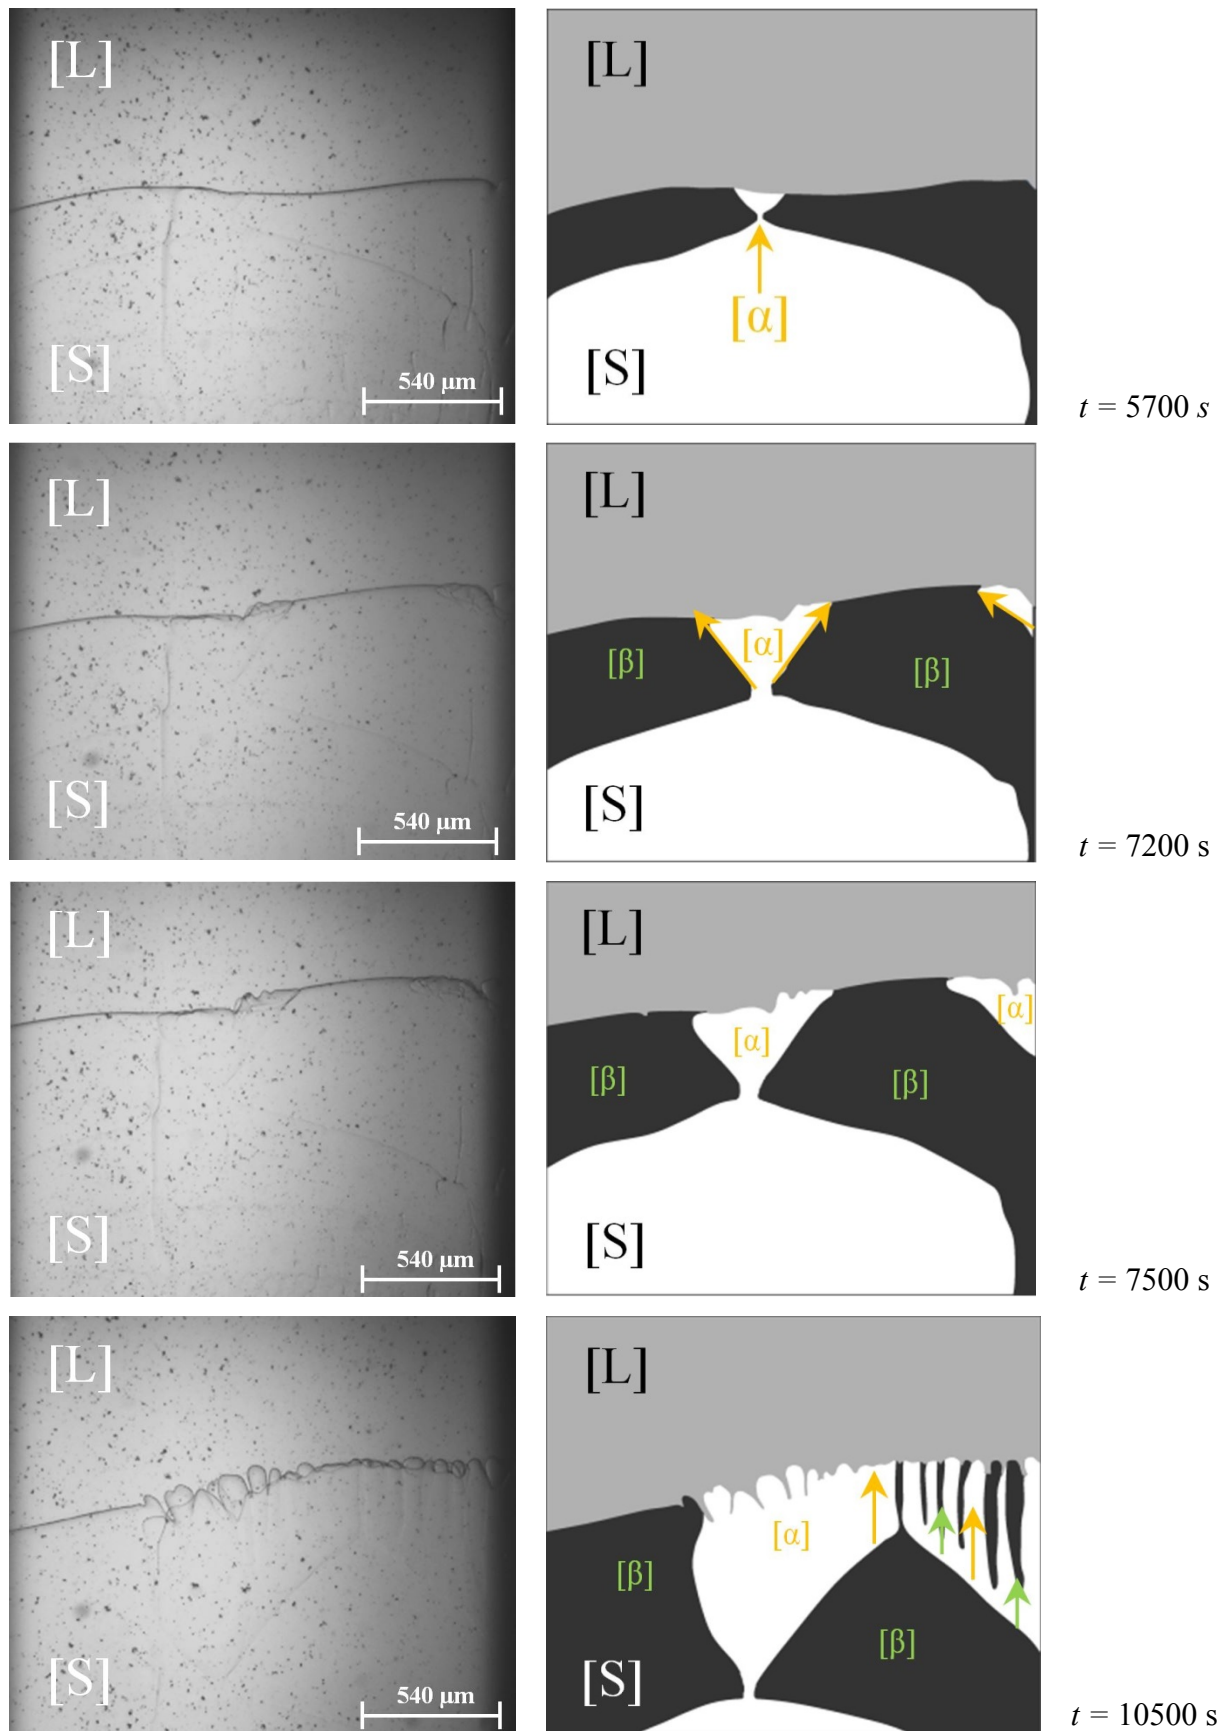 [L]
[S]
540 µm
[L]
[α]
[S]
t = 5700 s
[L]
[S]
540 µm
[L]
[β]
[α]
[β]
[S]
t = 7200 s
[L]
[S]
540 µm
[L]
[α]
[α]
[β]
[β]
[S]
t = 7500 s
[L]
[S]
540 µm
[L]
[α]
[β]
[β]
[S]
t = 10500 s